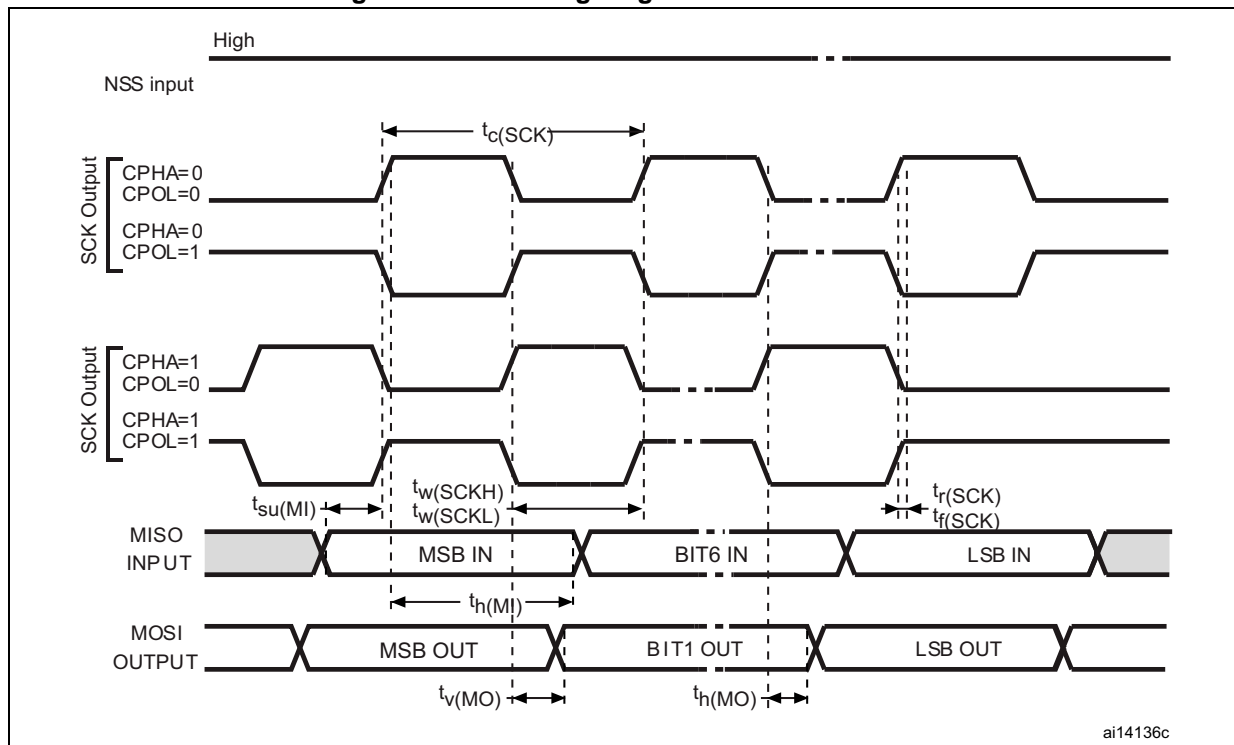 High
NSS input
tc(SCK)
SCK Output
CPHA=0
CPOL=0
CPHA=0
CPOL=1
SCK Output
CPHA=1
CPOL=0
CPHA=1
CPOL=1
tsu(MI)
tw(SCKH)
tw(SCKL)
tr(SCK)
tf(SCK)
MISO
INPUT
MSB IN
BIT6 IN
LSB IN
th(MI)
MOSI
OUTPUT
MSB OUT
BIT1 OUT
LSB OUT
tv(MO)
th(MO)
ai14136c